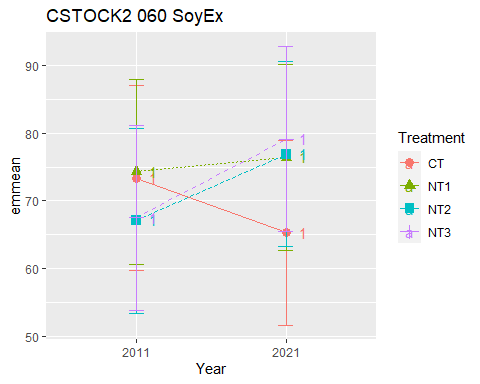 CSTOCK2 060 SoyEx
90
80
70
60
50
emmean
1
1
1
1
1
1
2011
2021
Year
Treatment
CT
NT1
NT2
NT3